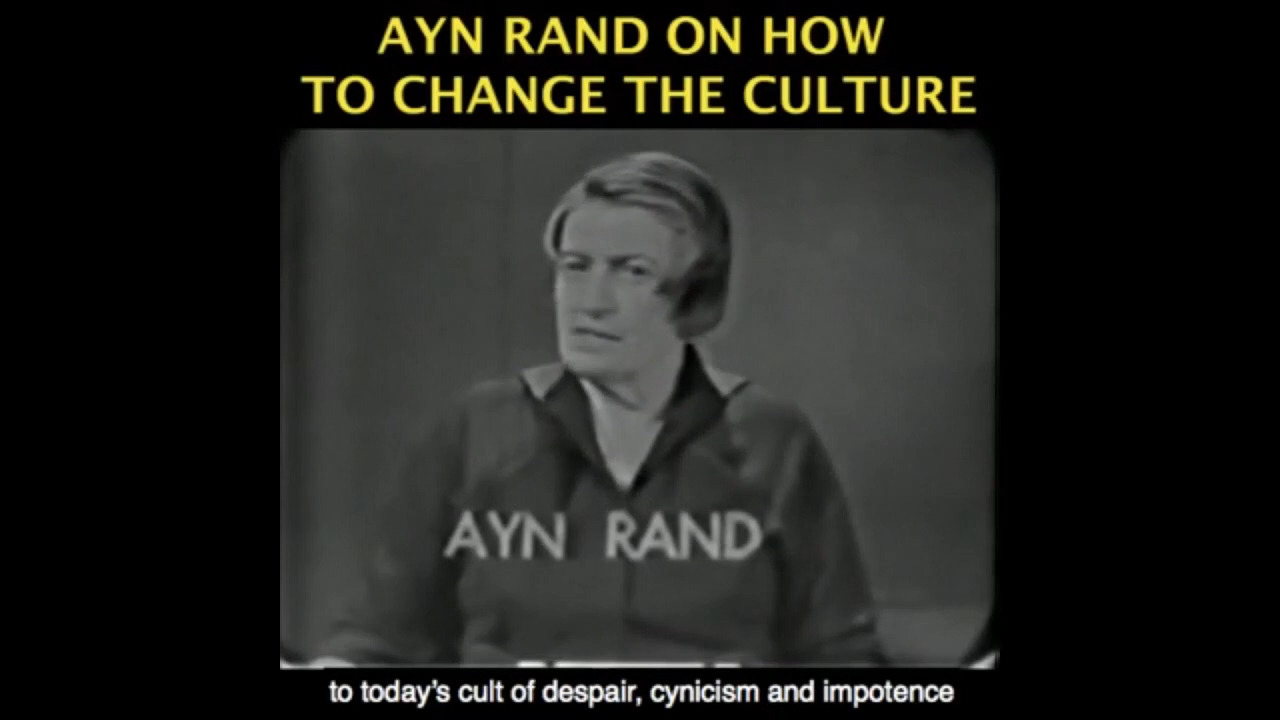 AYN RAND ON HOW
TO CHANGE THE CULTURE
AYN RAND
to today's cult of despair, cynicism and impotence